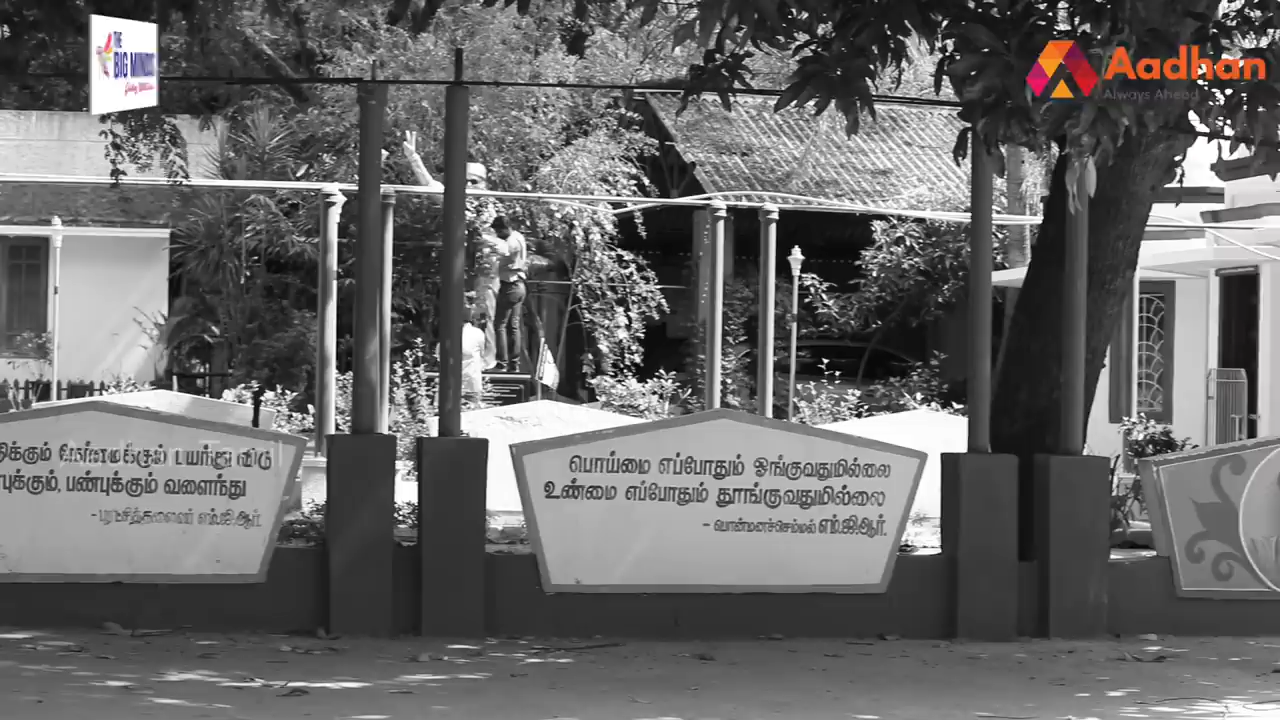 THE
BIG
Aadhan
Always Ahead
பொய்மை எப்போதும் ஓங்குவதுமில்லை
உண்மை எப்போதும் தூங்குவதுமில்லை
- பொன்மனச்செம்மல் எம்.ஜி.ஆர்.
நேர்மைக்கும் பயந்து விடு
பண்புக்கும் வளைந்து
- புரட்சித்தலைவர் எம்.ஜி.ஆர்.